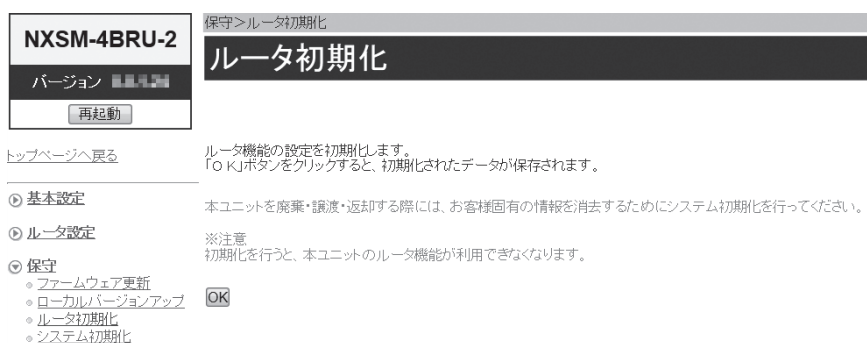 NXSM-4BRU-2
バージョン
再起動
トップページへ戻る
基本設定
ルータ設定
保守
ファームウェア更新
ローカルバージョンアップ
ルータ初期化
システム初期化
保守>ルータ初期化
ルータ初期化
ルータ機能の設定を初期化します。
「ＯＫ」ボタンをクリックすると、初期化されたデータが保存されます。
本ユニットを廃棄・譲渡・返却する際には、お客様固有の情報を消去するためにシステム初期化を行ってください。
※注意
初期化を行うと、本ユニットのルータ機能が利用できなくなります。
OK